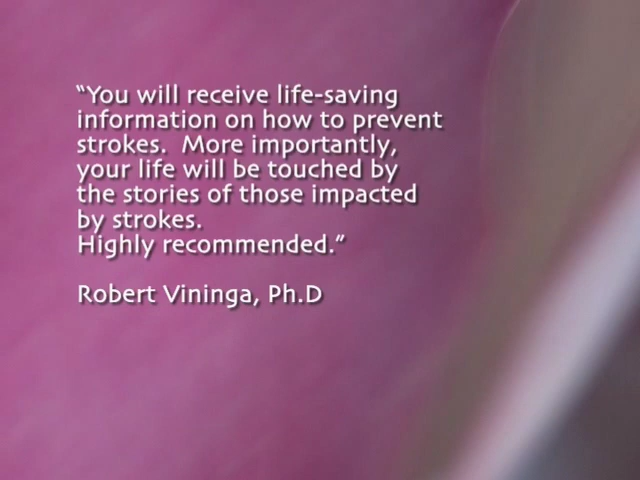 “You will receive life-saving
information on how to prevent
strokes.  More importantly,
your life will be touched by
the stories of those impacted
by strokes.
Highly recommended.”
Robert Vininga, Ph.D